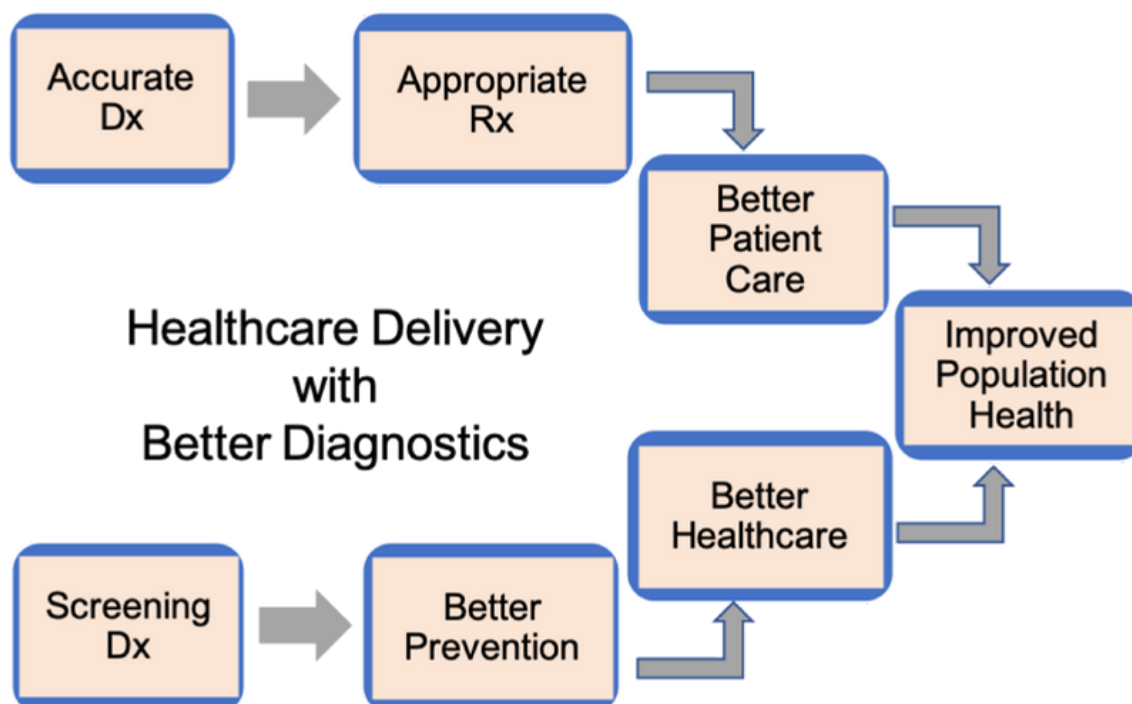 Accurate
Dx
Appropriate
Rx
Better
Patient
Care
Improved
Population
Health
Healthcare Delivery
with
Better Diagnostics
Better
Healthcare
Screening
Dx
Better
Prevention